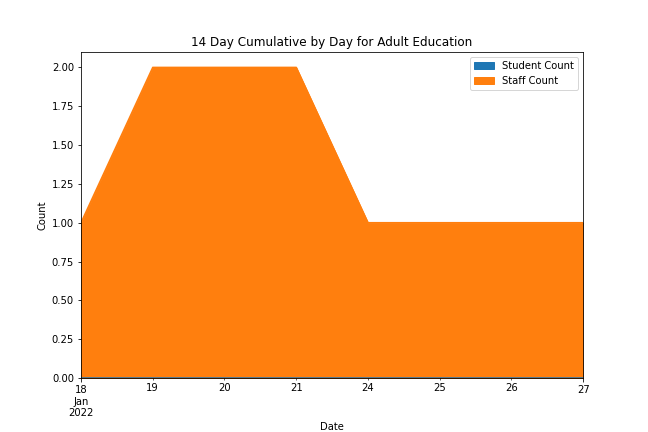 14 Day Cumulative by Day for Adult Education
Student Count
Staff Count
2.00
1.75
1.50
1.25
1.00
0.75
0.50
0.25
0.00
Count
18 19 20 21 24 25 26 27
Jan
2022
Date